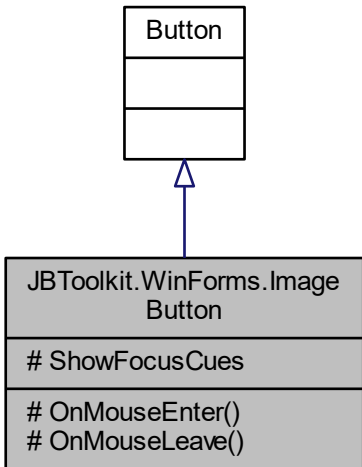 Button
JBToolkit.WinForms.Image
Button
# ShowFocusCues
# OnMouseEnter()
# OnMouseLeave()